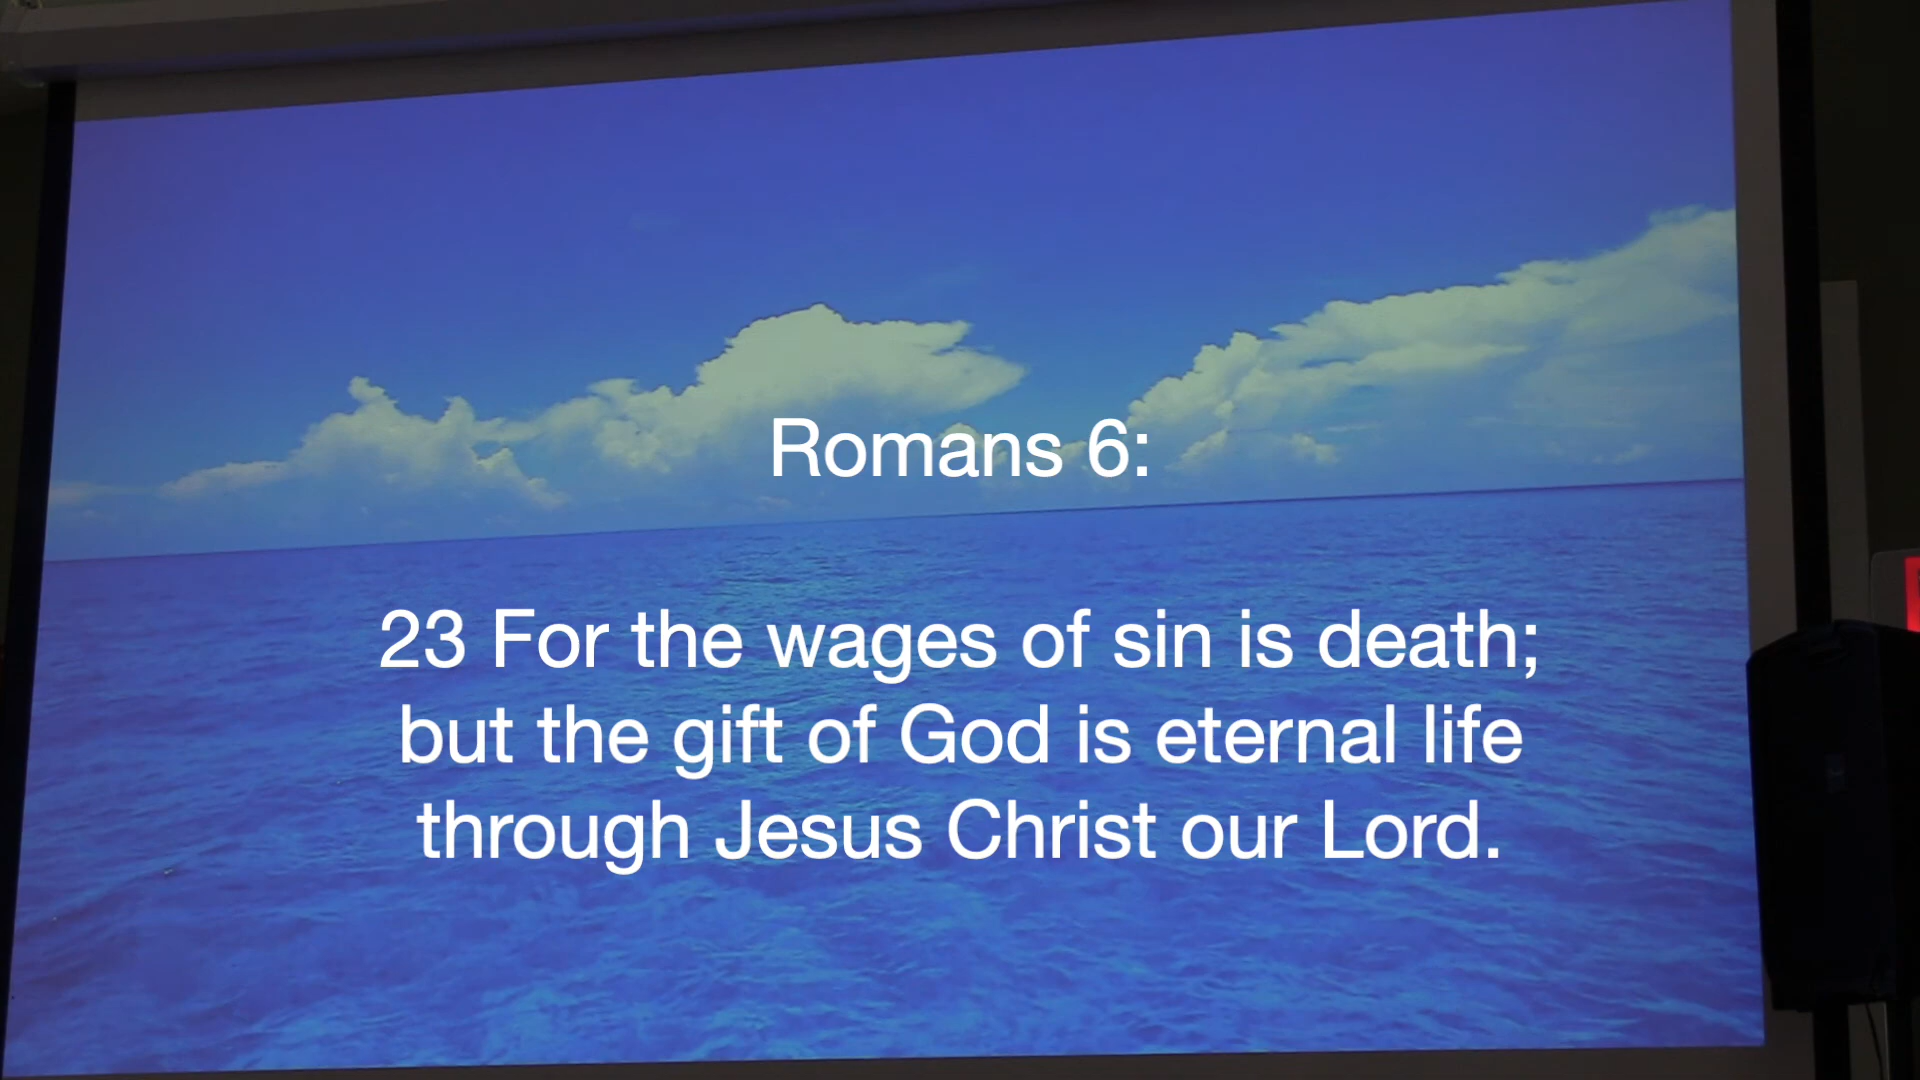 Romans 6:
23 For the wages of sin is death;
but the gift of God is eternal life
through Jesus Christ our Lord.